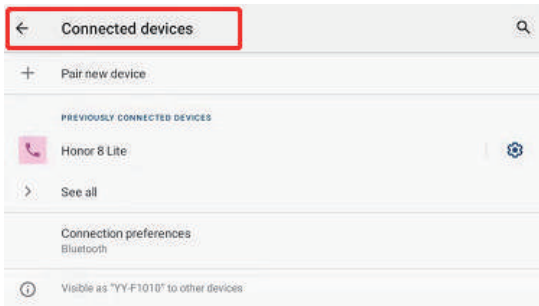 Connected devices
Pair new device
PREVIOUSLY CONNECTED DEVICES
Honor 8 Lite
See all
Connection preferences
Bluetooth
Visible as "YY-F1010" to other devices